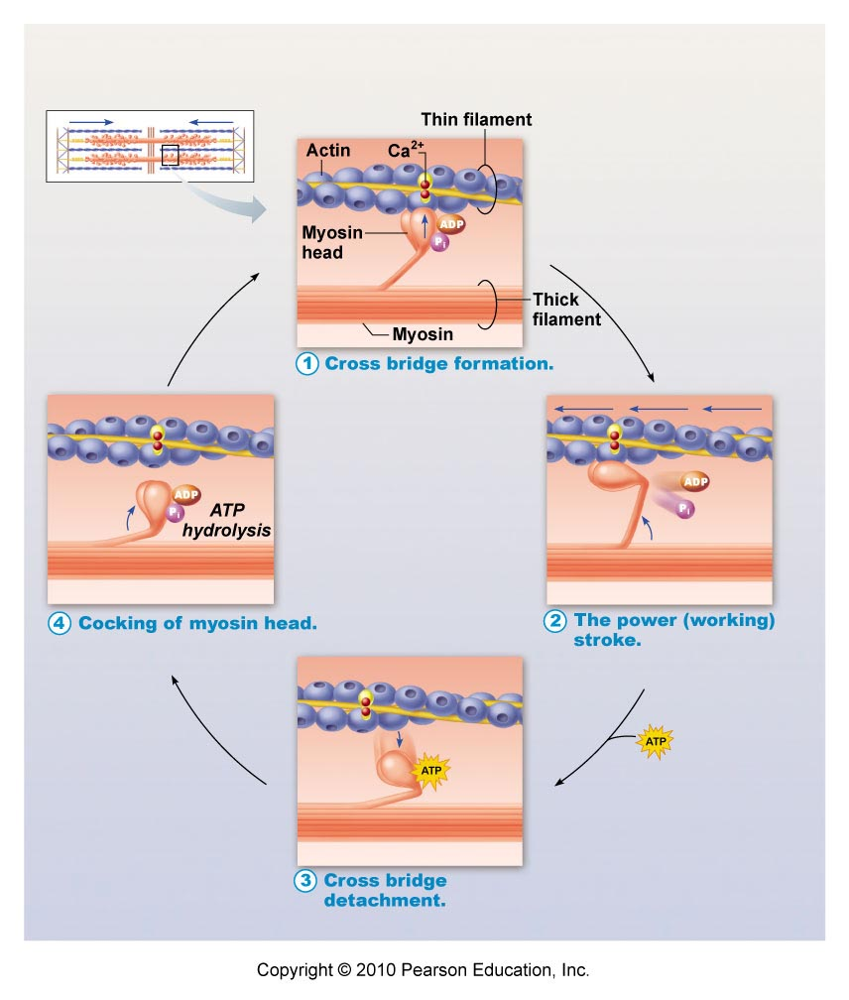 Thin filament
Actin
Ca2+
ADP
Pi
Myosin
head
Thick
filament
Myosin
1 Cross bridge formation.
ADP
Pi
2 The power (working)
stroke.
ATP
ATP
3 Cross bridge
detachment.
ADP
Pi
ATP
hydrolysis
4 Cocking of myosin head.
Copyright © 2010 Pearson Education, Inc.